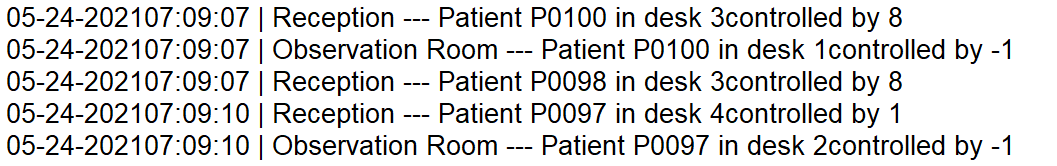 05-24-202107:09:07 | Reception --- Patient P0100 in desk 3controlled by 8
05-24-202107:09:07 | Observation Room --- Patient P0100 in desk 1controlled by -1
05-24-202107:09:07 | Reception --- Patient P0098 in desk 3controlled by 8
05-24-202107:09:10 | Reception --- Patient P0097 in desk 4controlled by 1
05-24-202107:09:10 | Observation Room --- Patient P0097 in desk 2controlled by -1